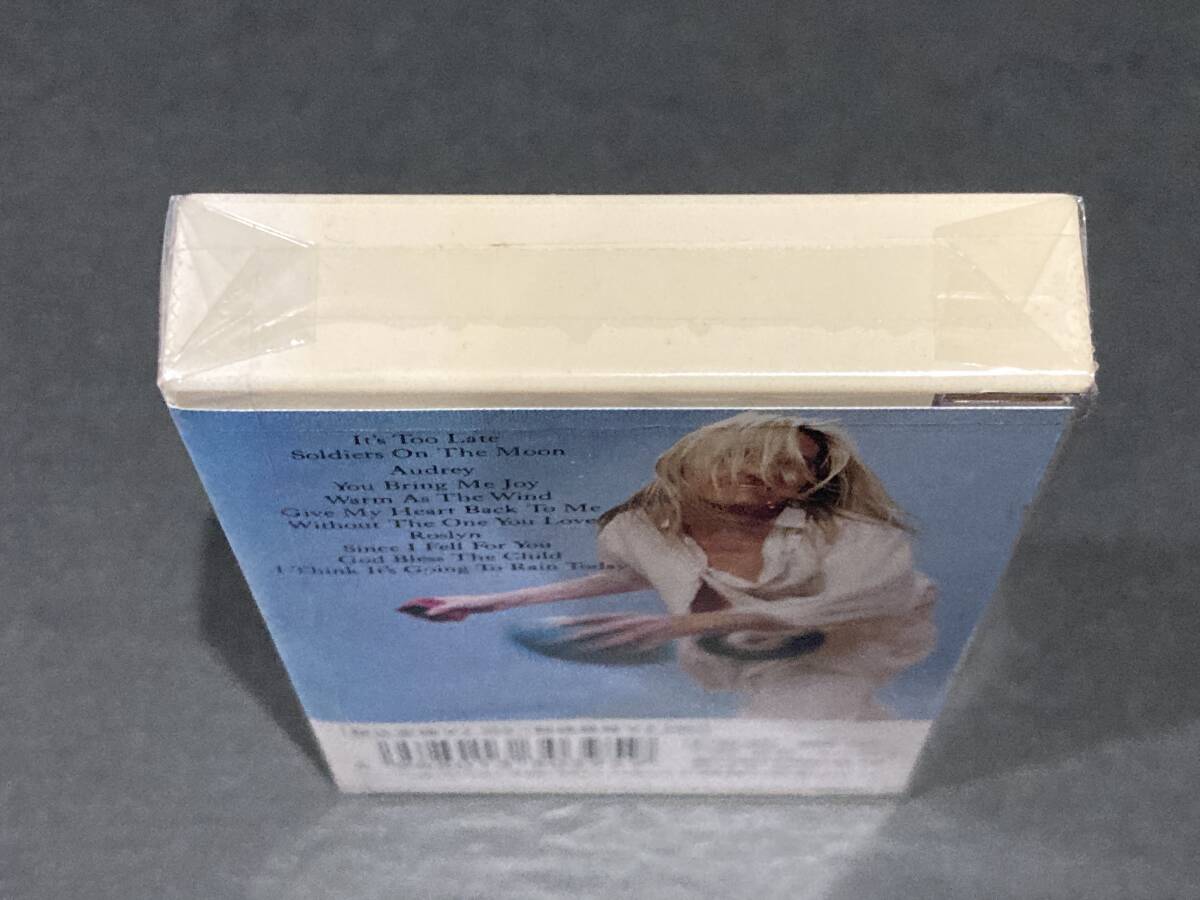 It's Too Late
Soldiers On The Moon
Audrey
You Bring Me Joy
Warm As The Wind
Give My Heart Back To Me
Without The One You Love
Roslyn
Since I Fell For You
God Bless The Child
I Think It's Going To Rain Today